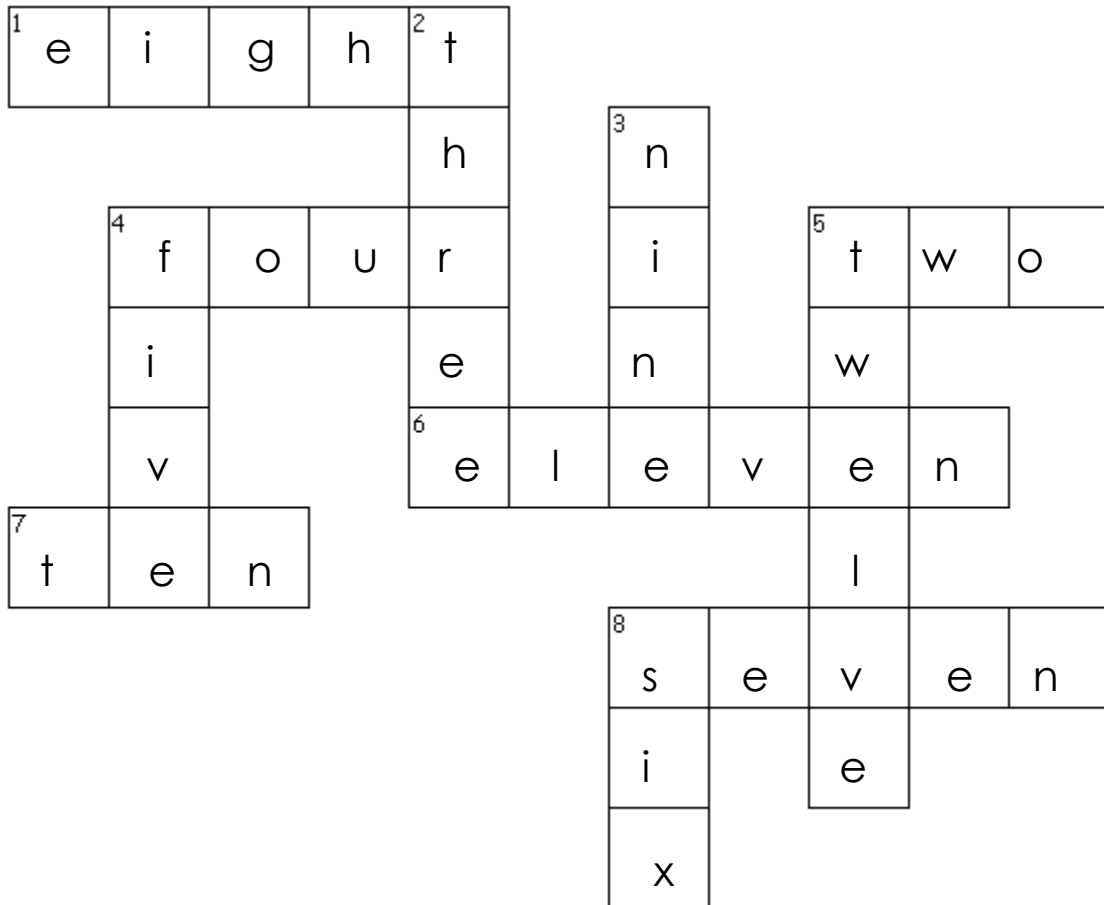 1 e i g h 2 t
h 3 n
4 f o u r i 5 t w o
i e n w
v 6 e l e v e n
7 t e n l
8 s e v e n
i e
x